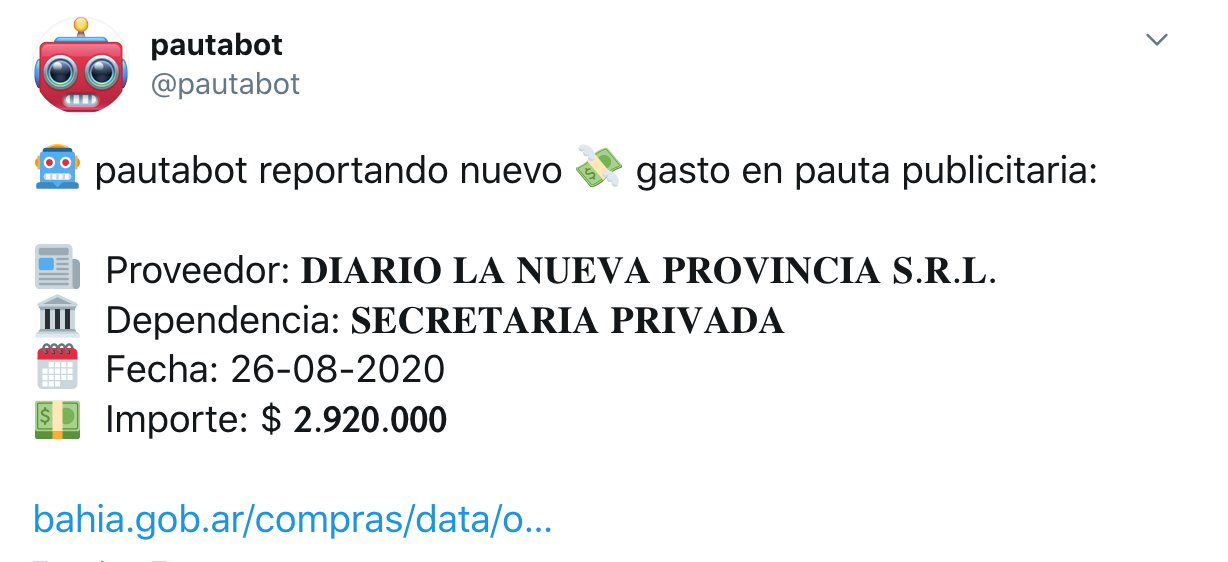 pautabot
@pautabot
🤖 pautabot reportando nuevo 💸 gasto en pauta publicitaria:
📰 Proveedor: DIARIO LA NUEVA PROVINCIA S.R.L.
🏛 Dependencia: SECRETARIA PRIVADA
🗓 Fecha: 26-08-2020
💵 Importe: $ 2.920.000
bahia.gob.ar/compras/data/o...